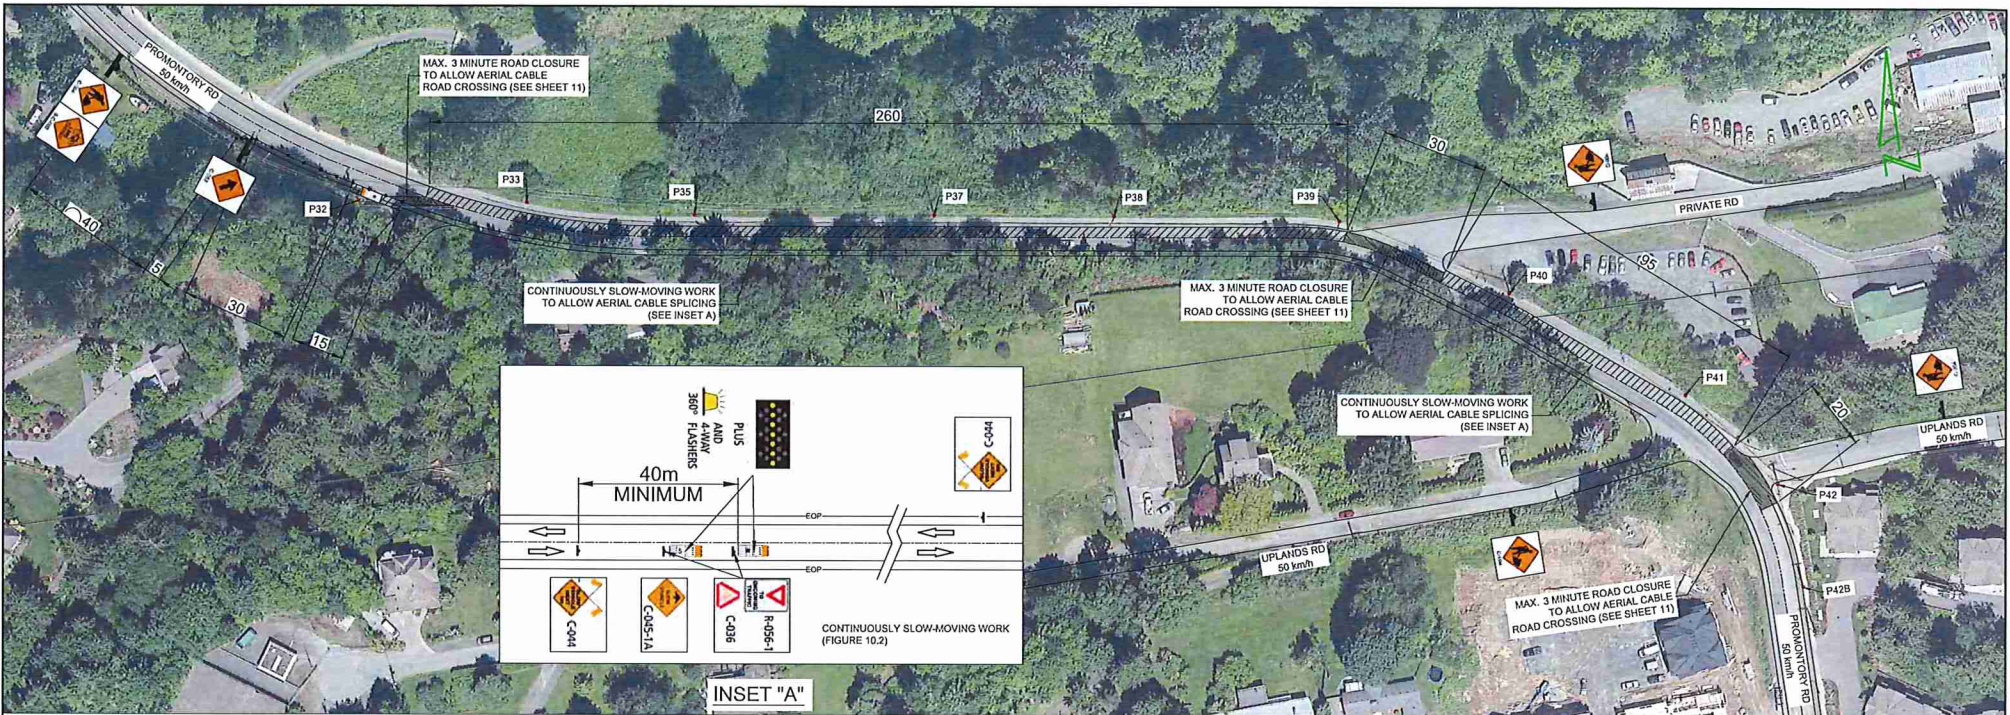 PROMONTORY RD
50 km/h
MAX. 3 MINUTE ROAD CLOSURE
TO ALLOW AERIAL CABLE
ROAD CROSSING (SEE SHEET 11)
260
30
P33
P35
P37
P38
P39
P32
PRIVATE RD
40
5
30
15
CONTINUOUSLY SLOW-MOVING WORK
TO ALLOW AERIAL CABLE SPLICING
(SEE INSET A)
MAX. 3 MINUTE ROAD CLOSURE
TO ALLOW AERIAL CABLE
ROAD CROSSING (SEE SHEET 11)
P40
P41
CONTINUOUSLY SLOW-MOVING WORK
TO ALLOW AERIAL CABLE SPLICING
(SEE INSET A)
20
UPLANDS RD
50 km/h
P42
UPLANDS RD
50 km/h
P42B
MAX. 3 MINUTE ROAD CLOSURE
TO ALLOW AERIAL CABLE
ROAD CROSSING (SEE SHEET 11)
PROMONTORY RD
50 km/h
PLUS
360°
AND
4-WAY
FLASHERS
40m
MINIMUM
C-044
EOP
EOP
C-044
C-045-1A
C-036
R-056-1
CONTINUOUSLY SLOW-MOVING WORK
(FIGURE 10.2)
INSET "A"